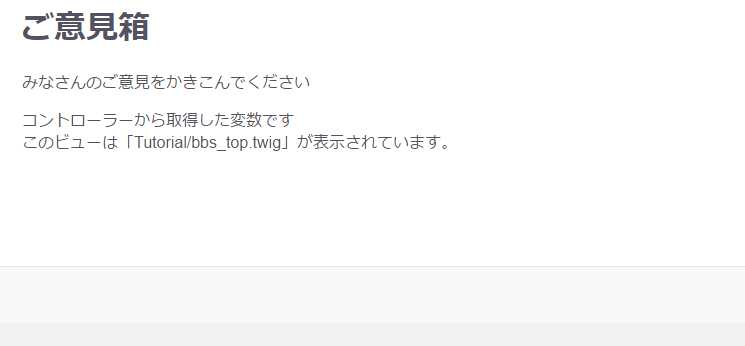 ご意見箱
みなさんのご意見をかきこんでください
コントローラーから取得した変数です
このビューは「Tutorial/bbs_top.twig」が表示されています。